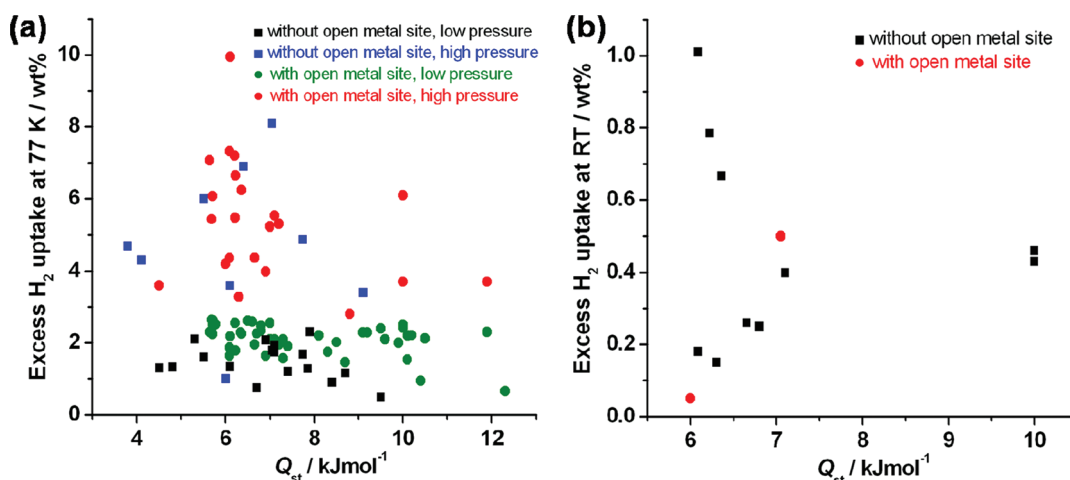 (a)
without open metal site, low pressure
without open metal site, high pressure
with open metal site, low pressure
with open metal site, high pressure
Excess H2 uptake at 77 K / wt%
10
8
6
4
2
0
4 6 8 10 12
Qst / kJmol-1
(b)
without open metal site
with open metal site
Excess H2 uptake at RT / wt%
1.0
0.8
0.6
0.4
0.2
0.0
6 7 8 9 10
Qst / kJmol-1